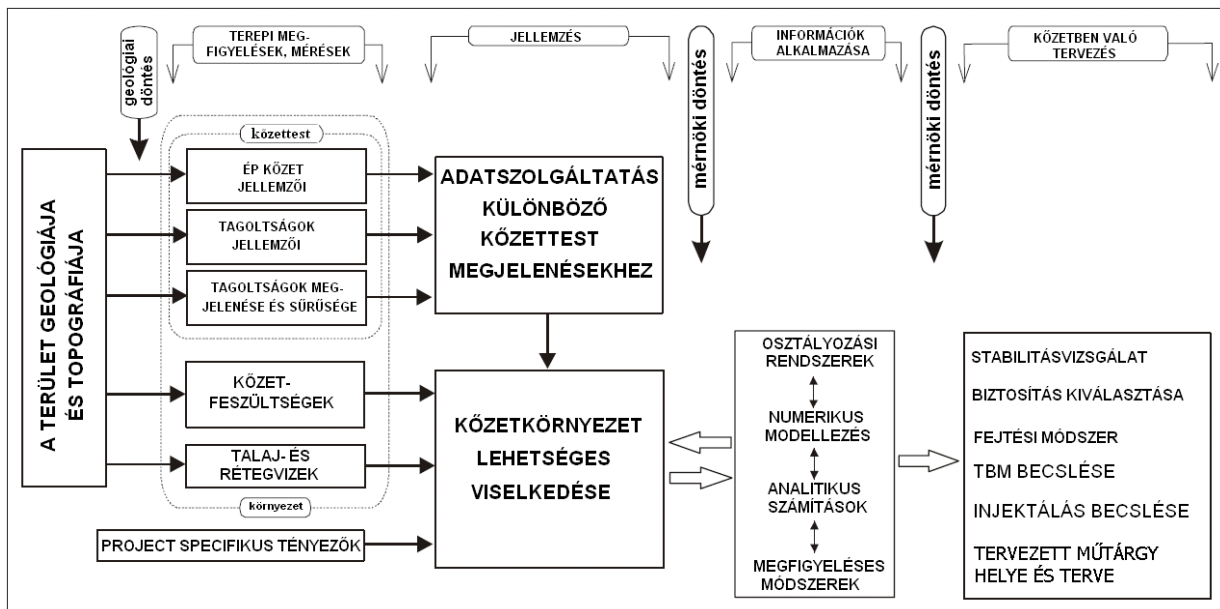 TEREPI MEG-
FIGYELÉSEK, MÉRÉSEK
JELLEMZÉS
INFORMÁCIÓK
ALKALMAZÁSA
KŐZETBEN VALÓ
TERVEZÉS
geológiai
döntés
mérnöki döntés
mérnöki döntés
A TERÜLET GEOLÓGIÁJA
ÉS TOPOGRÁFIÁJA
kőzettest
ÉP KŐZET
JELLEMZŐI
TAGOLTSÁGOK
JELLEMZŐI
TAGOLTSÁGOK MEG-
JELENÉSE ÉS SŰRŰSÉGE
KŐZET-
FESZÜLTSÉGEK
TALAJ- ÉS
RÉTEGVIZEK
környezet
PROJECT SPECIFIKUS TÉNYEZŐK
ADATSZOLGÁLTATÁS
KÜLÖNBÖZŐ
KŐZETTEST
MEGJELENÉSEKHEZ
KŐZETKÖRNYEZET
LEHETSÉGES
VISELKEDÉSE
OSZTÁLYOZÁSI
RENDSZEREK
NUMERIKUS
MODELLEZÉS
ANALITIKUS
SZÁMÍTÁSOK
MEGFIGYELÉSES
MÓDSZEREK
STABILITÁSVIZSGÁLAT
BIZTOSÍTÁS KIVÁLASZTÁSA
FEJTÉSI MÓDSZER
TBM BECSLÉSE
INJEKTÁLÁS BECSLÉSE
TERVEZETT MŰTÁRGY
HELYE ÉS TERVE